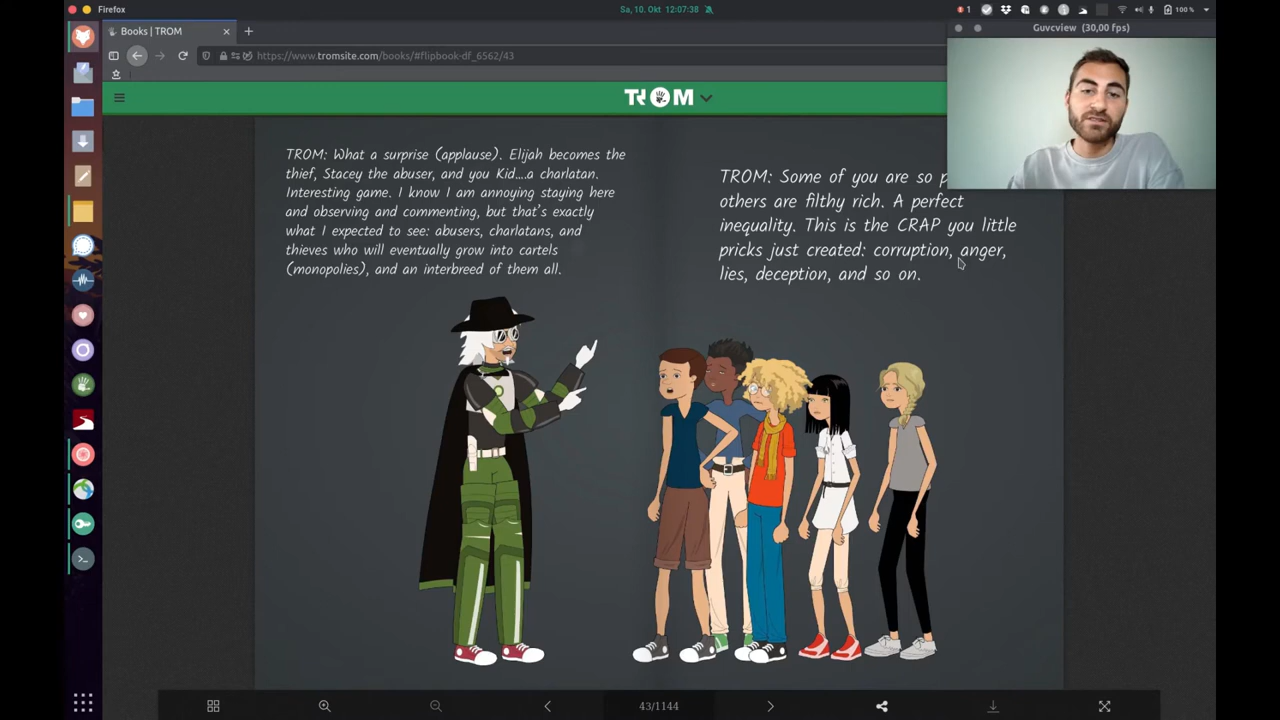 Firefox
Sa, 10. Okt 12:07:38
1
100 %
Books | TROM
Guvcview (30,00 fps)
https://www.tromsite.com/books/#flipbook-df_6562/43
TROM
TROM: What a surprise (applause). Elijah becomes the
thief, Stacey the abuser, and you Kid....a charlatan.
Interesting game. I know I am annoying staying here
and observing and commenting, but that's exactly
what I expected to see: abusers, charlatans, and
thieves who will eventually grow into cartels
(monopolies), and an interbreed of them all.
TROM: Some of you are so p
others are filthy rich. A perfect
inequality. This is the CRAP you little
pricks just created: corruption, anger,
lies, deception, and so on.
43/1144